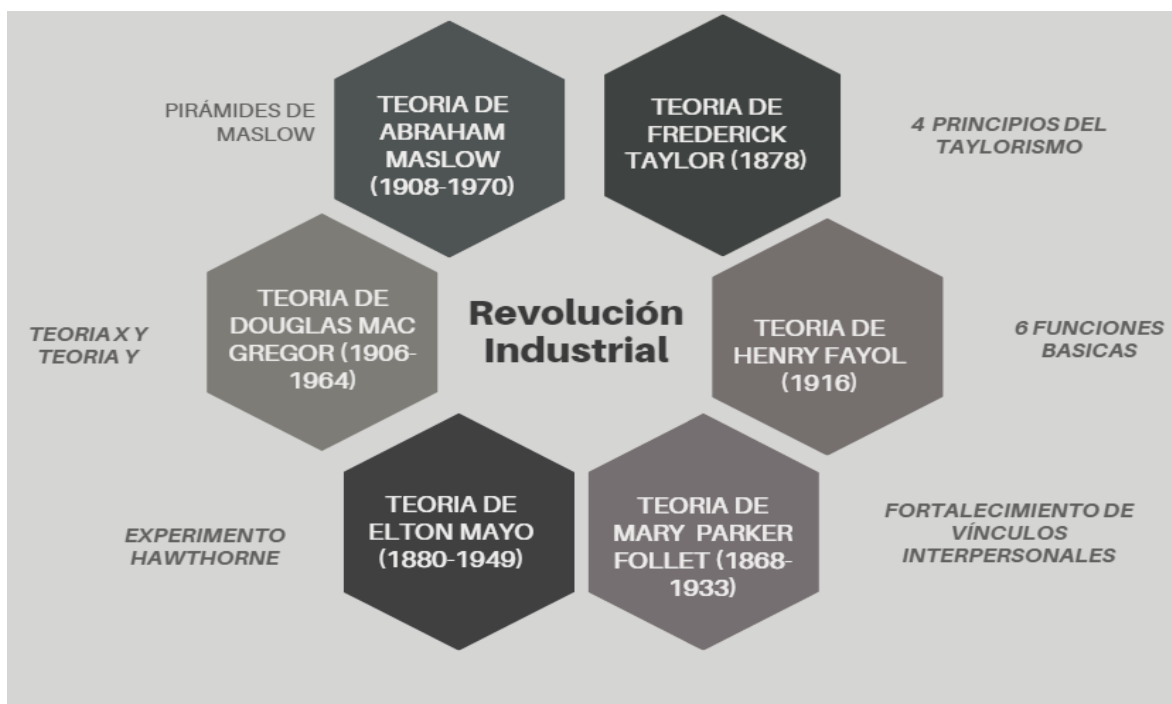 PIRÁMIDES DE
MASLOW
TEORIA DE
ABRAHAM
MASLOW
(1908-1970)
TEORIA DE
FREDERICK
TAYLOR (1878)
4 PRINCIPIOS DEL
TAYLORISMO
TEORIA X Y
TEORIA Y
TEORIA DE
DOUGLAS MAC
GREGOR (1906-
1964)
Revolución
Industrial
TEORIA DE
HENRY FAYOL
(1916)
6 FUNCIONES
BASICAS
EXPERIMENTO
HAWTHORNE
TEORIA DE
ELTON MAYO
(1880-1949)
TEORIA DE
MARY PARKER
FOLLET (1868-
1933)
FORTALECIMIENTO DE
VÍNCULOS
INTERPERSONALES